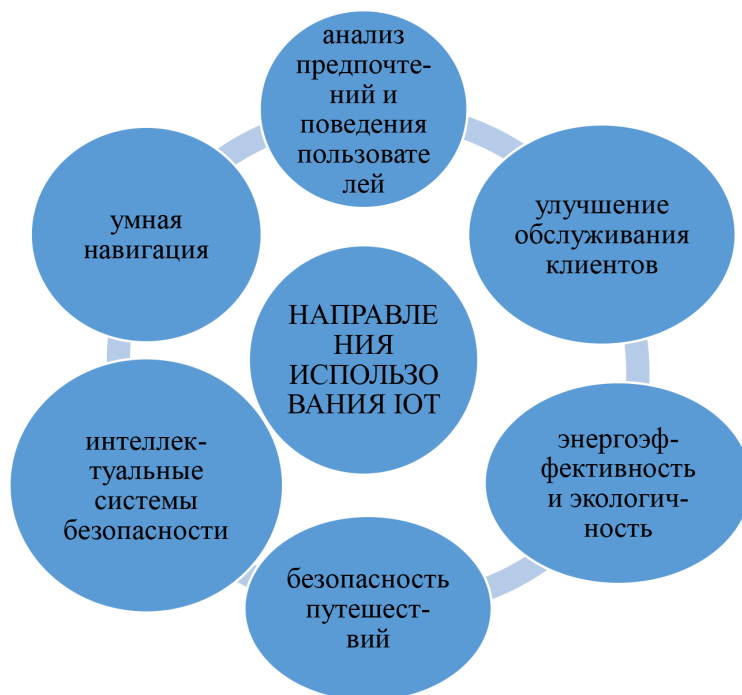 анализ
предпочте-
ний и
поведения
пользовате
лей
улучшение
обслуживания
клиентов
энергоэф-
фективность
и экологич-
ность
безопасность
путешест-
вий
интеллек-
туальные
системы
безопасности
умная
навигация
НАПРАВЛЕ
НИЯ
ИСПОЛЬЗО
ВАНИЯ IOT